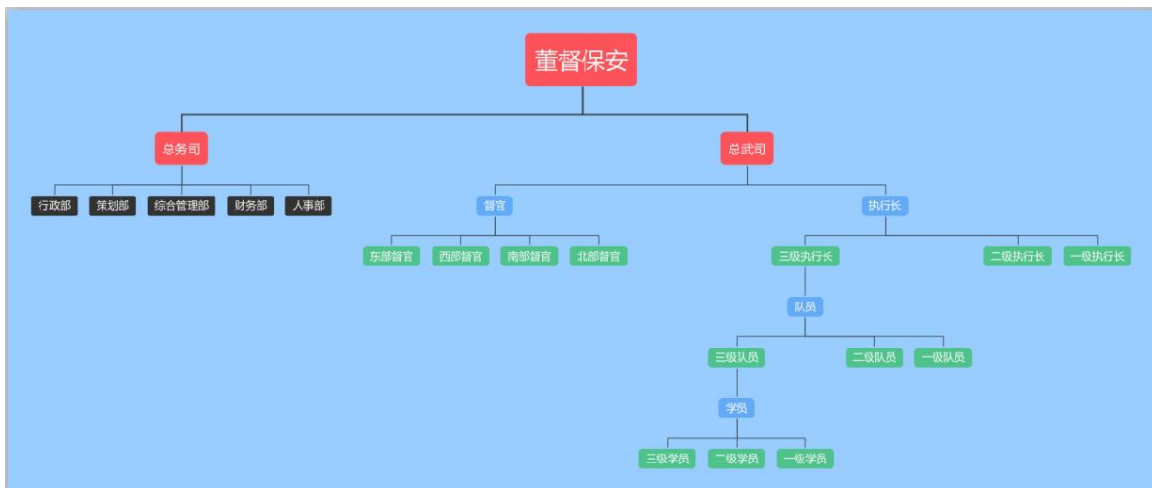 董督保安
总务司
总武司
行政部
策划部
综合管理部
财务部
人事部
督官
执行长
东部督官
西部督官
南部督官
北部督官
三级执行长
二级执行长
一级执行长
队员
三级队员
二级队员
一级队员
学员
三级学员
二级学员
一级学员